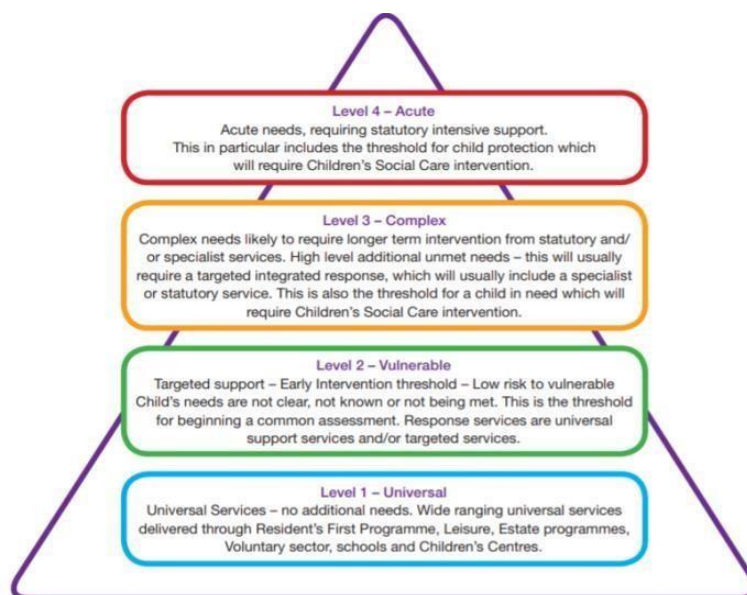 Level 4 – Acute
Acute needs, requiring statutory intensive support.
This in particular includes the threshold for child protection which
will require Children's Social Care intervention.
Level 3 – Complex
Complex needs likely to require longer term intervention from statutory and/
or specialist services. High level additional unmet needs – this will usually
require a targeted integrated response, which will usually include a specialist
or statutory service. This is also the threshold for a child in need which will
require Children's Social Care intervention.
Level 2 – Vulnerable
Targeted support – Early Intervention threshold – Low risk to vulnerable
Child's needs are not clear, not known or not being met. This is the threshold
for beginning a common assessment. Response services are universal
support services and/or targeted services.
Level 1 – Universal
Universal Services – no additional needs. Wide ranging universal services
delivered through Resident's First Programme, Leisure, Estate programmes,
Voluntary sector, schools and Children's Centres.